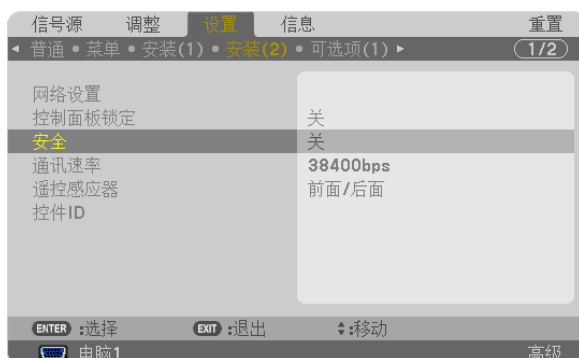 信号源 调整 设置 信息 重置
◂ 普通 • 菜单 • 安装(1) • 安装(2) • 可选项(1) ▸ 1/2
网络设置
控制面板锁定 关
安全 关
通讯速率 38400bps
遥控感应器 前面/后面
控件ID
ENTER :选择 EXIT :退出 :移动
电脑1 高级